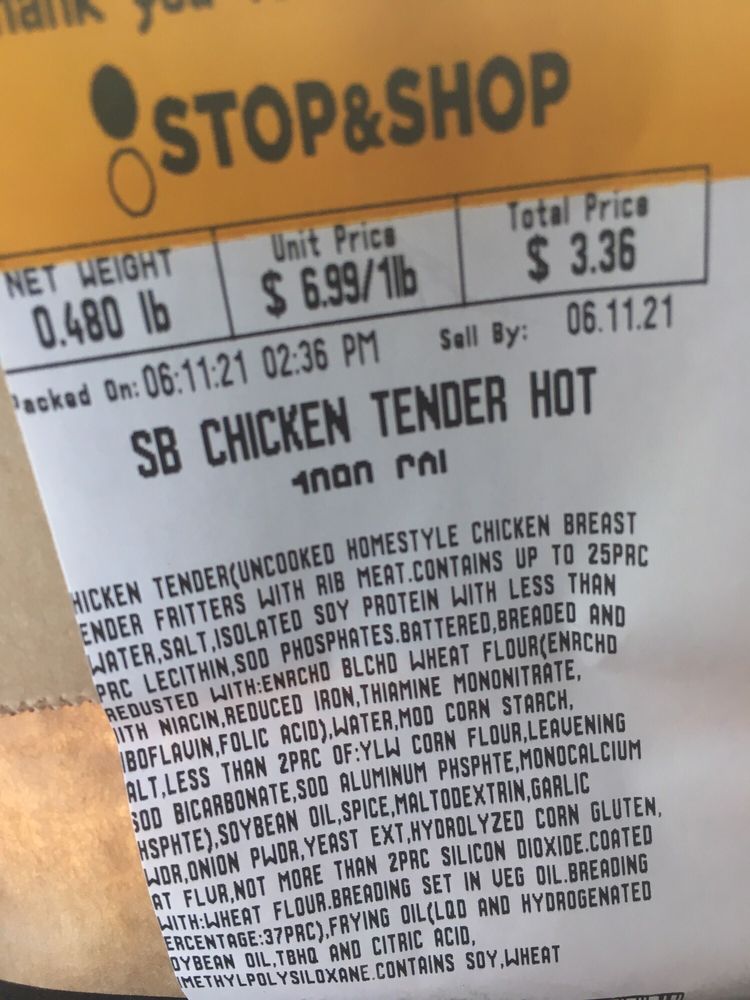 Thank you
STOP&SHOP
NET WEIGHT
0.480 lb
Unit Price
$ 6.99/1lb
Total Price
$ 3.36
acked On: 06:11:21 02:36 PM
Sell By: 06.11.21
SB CHICKEN TENDER HOT
HICKEN TENDER(UNCOOKED HOMESTYLE CHICKEN BREAST
ENDER FRITTERS WITH RIB MEAT.CONTAINS UP TO 25PRC
WATER,SALT,ISOLATED SOY PROTEIN WITH LESS THAN
PRC LECITHIN,SOD PHOSPHATES.BATTERED,BREADED AND
REDUSTED WITH:ENRCHD BLCHD WHEAT FLOUR(ENRCHD
ITH NIACIN,REDUCED IRON,THIAMINE MONONITRATE,
IBOFLAVIN,FOLIC ACID),WATER,MOD CORN STARCH,
ALT,LESS THAN 2PRC OF:YLW CORN FLOUR,LEAVENING
SOD BICARBONATE,SOD ALUMINUM PHSPHTE,MONOCALCIUM
HSPHTE),SOYBEAN OIL,SPICE,MALTODEXTRIN,GARLIC
WDR,ONION PWDR,YEAST EXT,HYDROLYZED CORN GLUTEN,
AT FLVR,NOT MORE THAN 2PRC SILICON DIOXIDE.COATED
WITH:WHEAT FLOUR.BREADING SET IN VEG OIL.BREADING
ERCENTAGE:37PRC),FRYING OIL(LQD AND HYDROGENATED
OYBEAN OIL,TBHQ AND CITRIC ACID,
IMETHYLPOLYSILOXANE.CONTAINS SOY,WHEAT